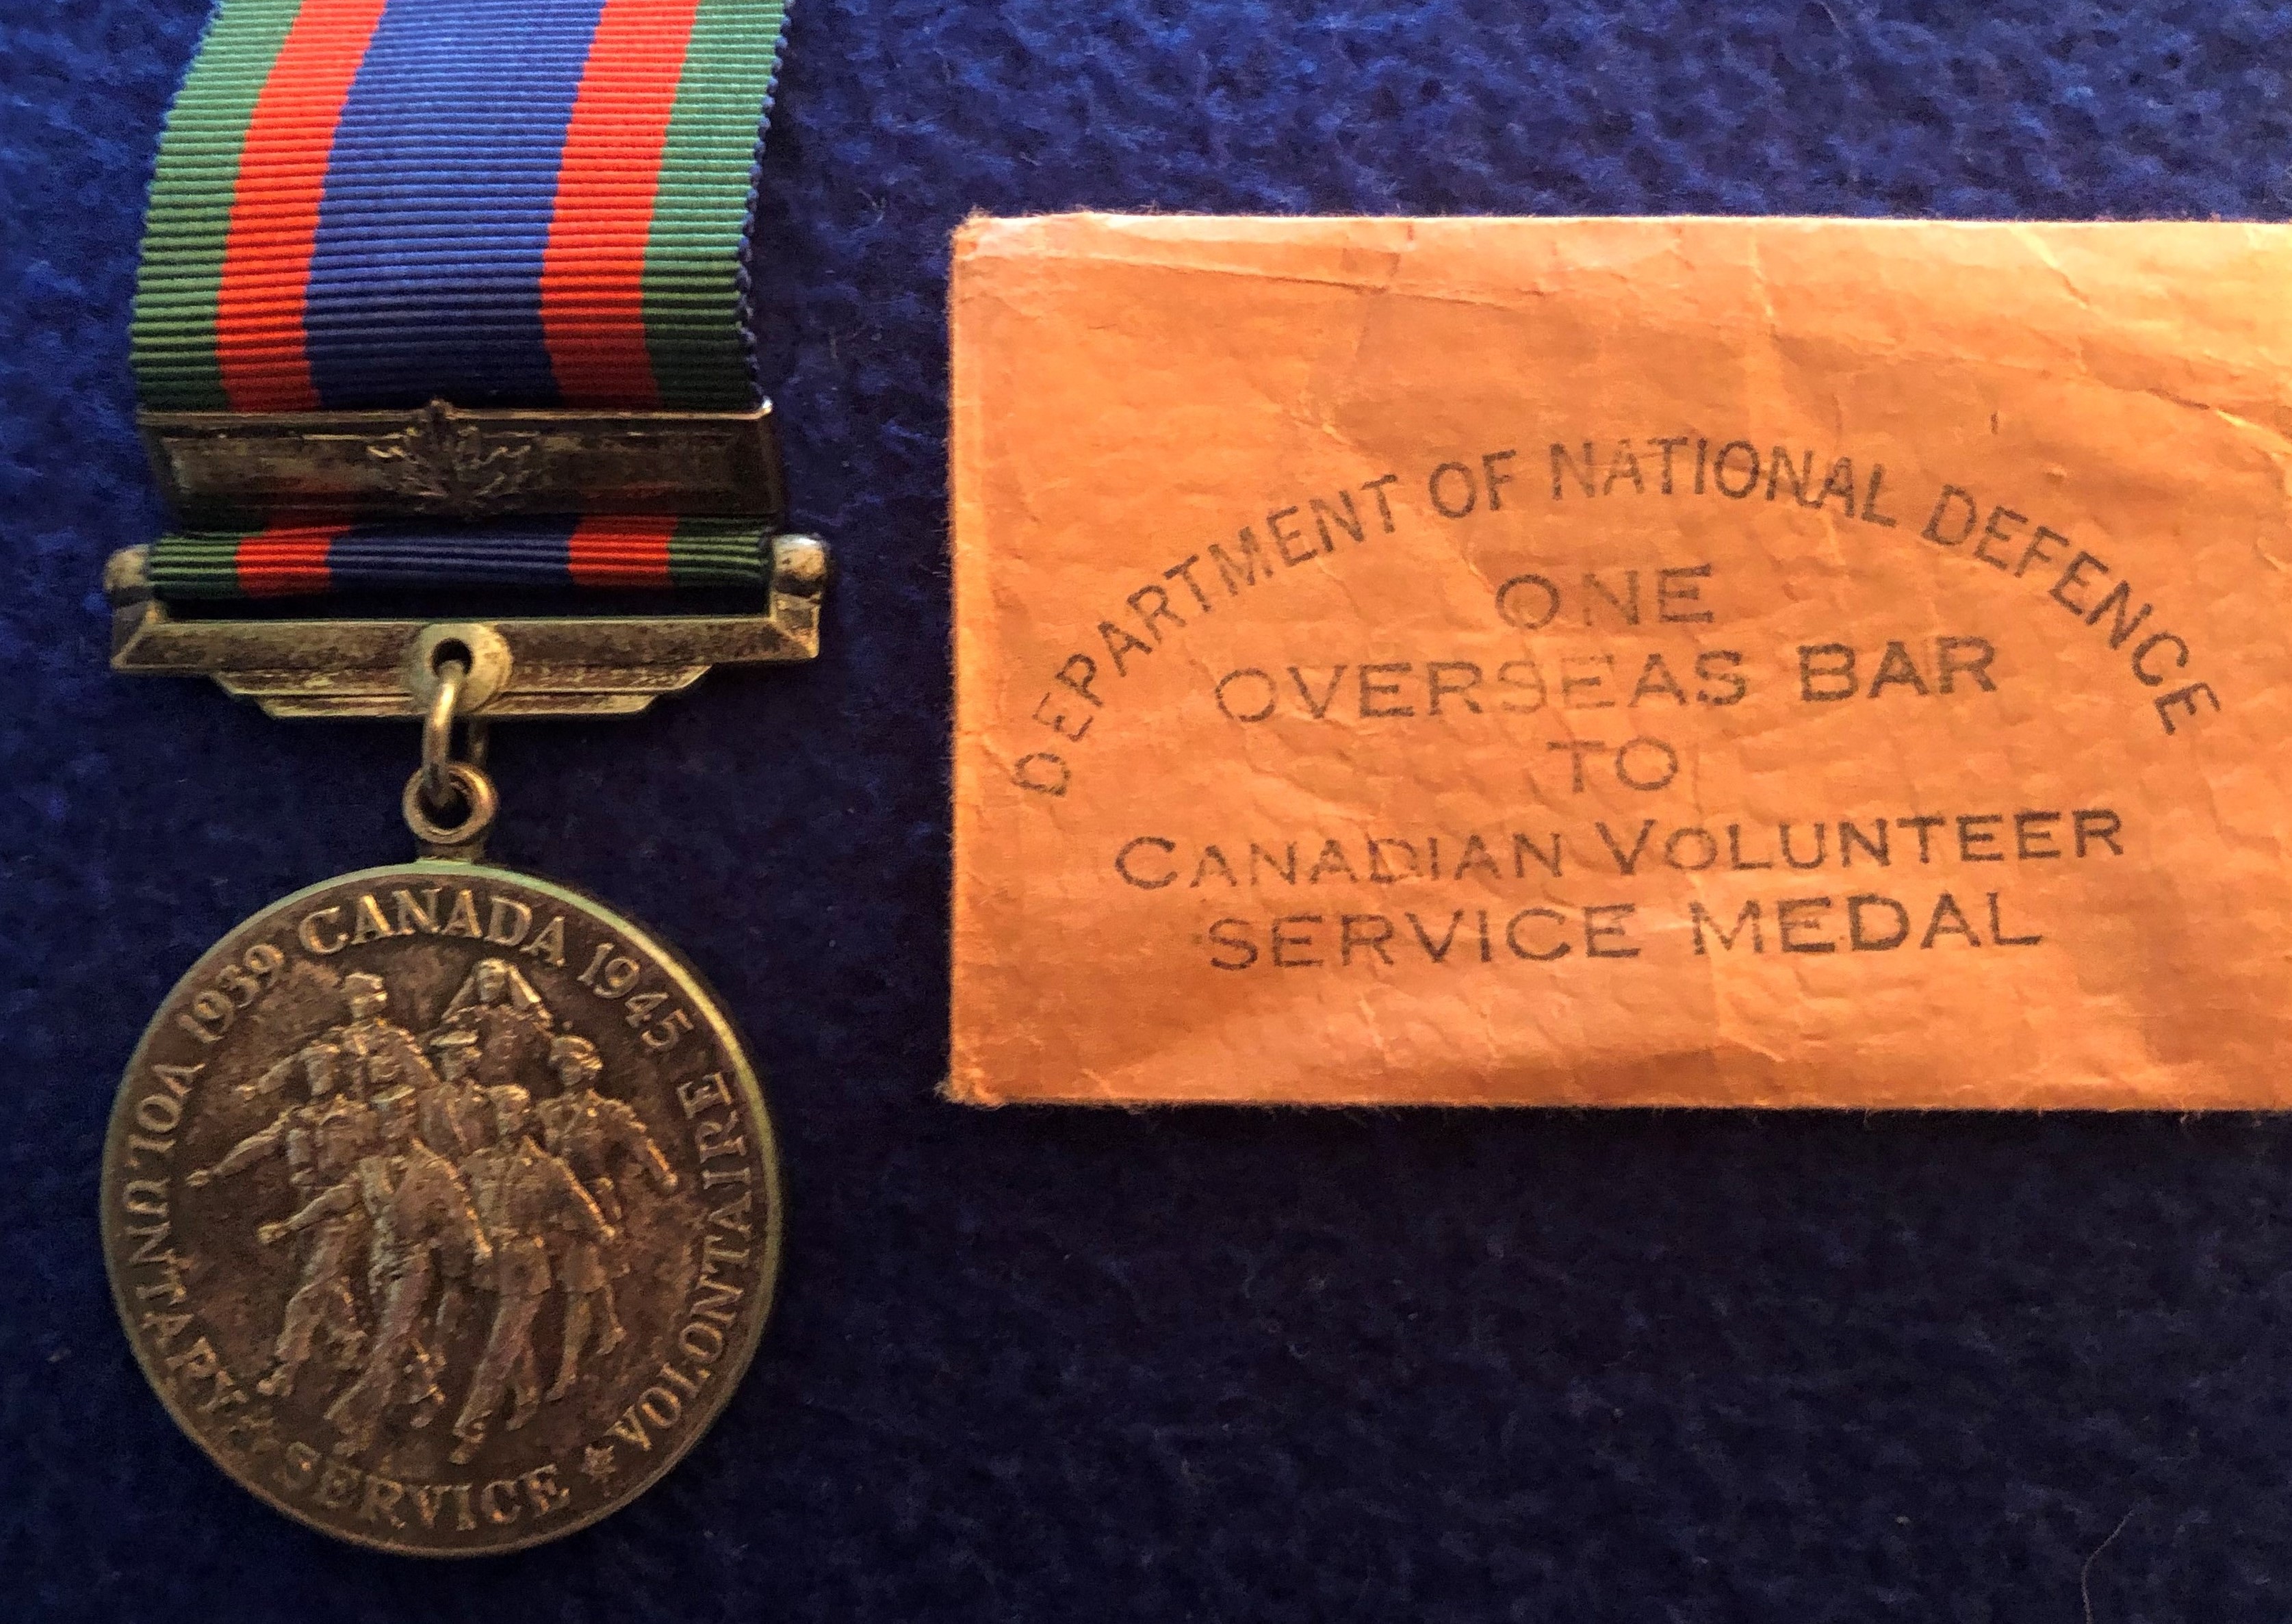 1939 CANADA 1945
VOLONTAIRE
SERVICE
VOLUNTARY
DEPARTMENT OF NATIONAL DEFENCE
ONE
OVERSEAS BAR
TO
CANADIAN VOLUNTEER
SERVICE MEDAL